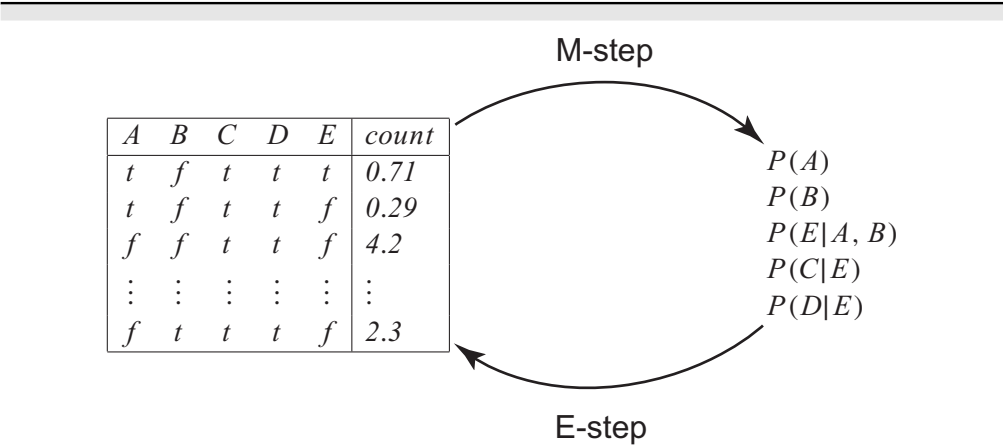 M-step
A B C D E count
t f t t t 0.71
t f t t f 0.29
f f t t f 4.2
⋮ ⋮ ⋮ ⋮ ⋮ ⋮
f t t t f 2.3
P(A)
P(B)
P(E|A, B)
P(C|E)
P(D|E)
E-step